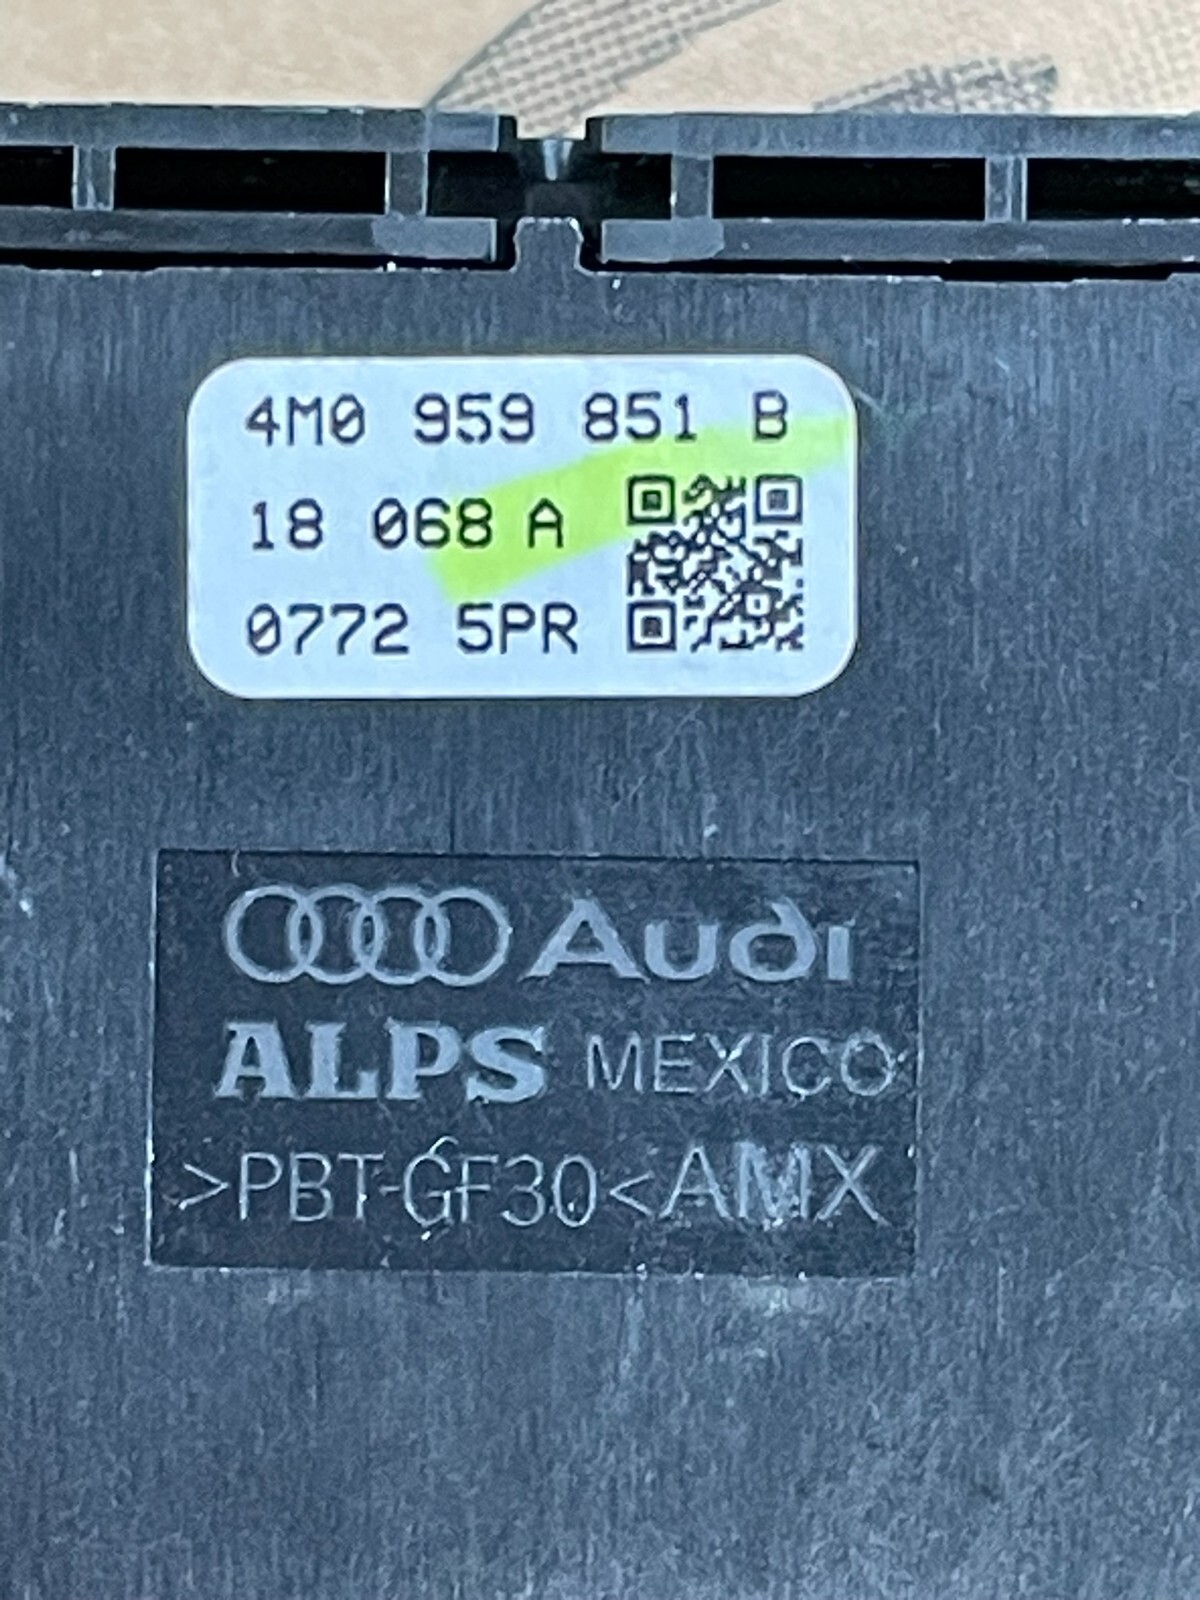 4M0 959 851 B
18 068 A
0772 5PR
Audi
ALPS MEXICO
>PBT-GF30<AMX